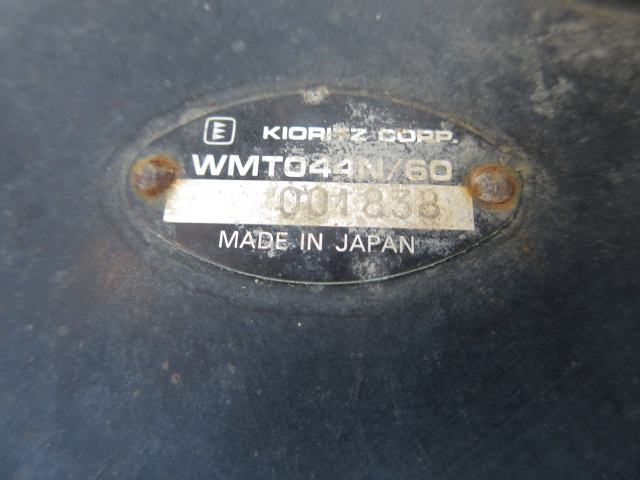 KIORITZ CORP.
WMT044N/60
001838
MADE IN JAPAN